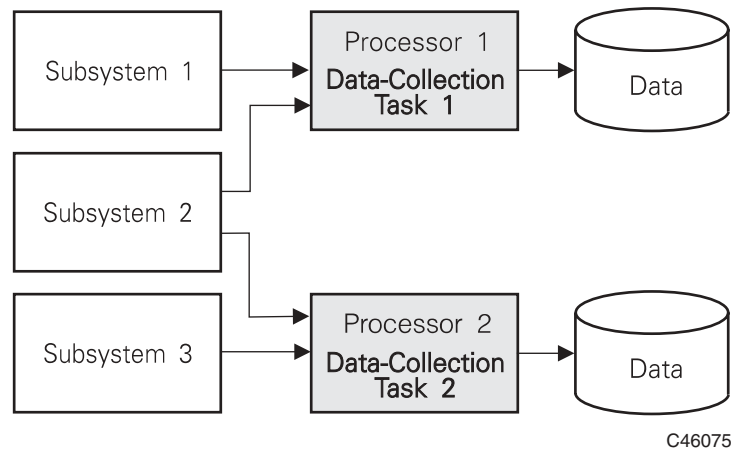 Subsystem 1
Processor 1
Data-Collection
Task 1
Data
Subsystem 2
Subsystem 3
Processor 2
Data-Collection
Task 2
Data
C46075